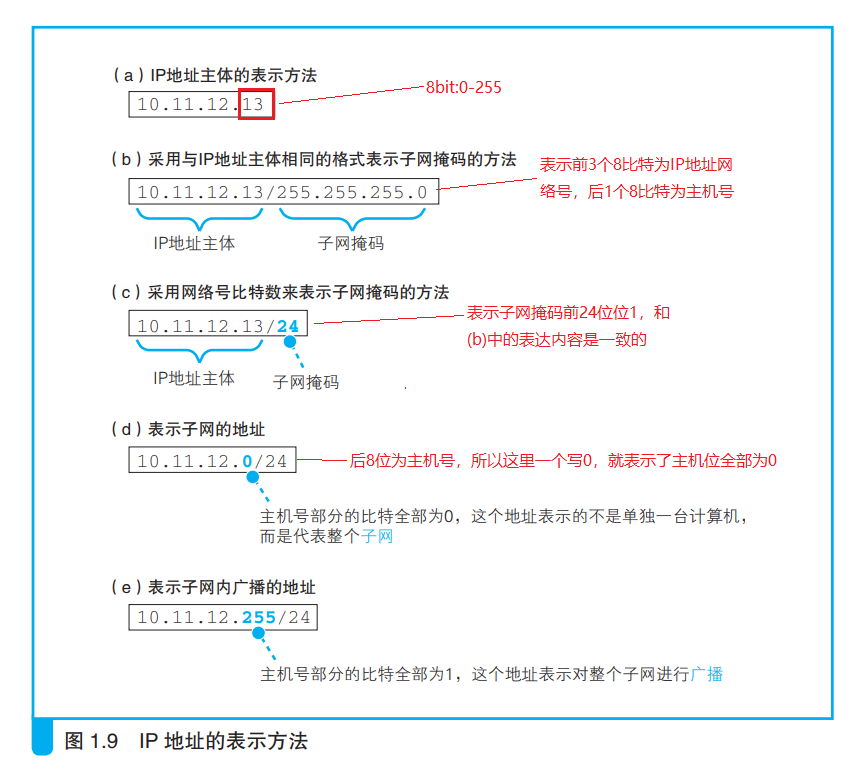 （a）IP地址主体的表示方法
10.11.12.13
8bit:0-255
（b）采用与IP地址主体相同的格式表示子网掩码的方法
10.11.12.13/255.255.255.0
表示前3个8比特为IP地址网
络号，后1个8比特为主机号
IP地址主体 子网掩码
（c）采用网络号比特数来表示子网掩码的方法
10.11.12.13/24
表示子网掩码前24位位1，和
(b)中的表达内容是一致的
IP地址主体 子网掩码
（d）表示子网的地址
10.11.12.0/24
后8位为主机号，所以这里一个写0，就表示了主机位全部为0
主机号部分的比特全部为0，这个地址表示的不是单独一台计算机，
而是代表整个子网
（e）表示子网内广播的地址
10.11.12.255/24
主机号部分的比特全部为1，这个地址表示对整个子网进行广播
图 1.9 IP 地址的表示方法